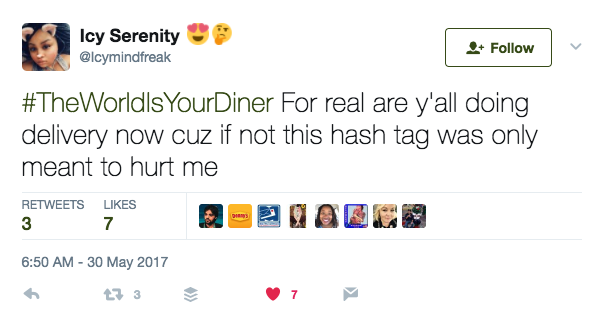 Icy Serenity 😍🤔
@Icymindfreak
Follow
#TheWorldIsYourDiner For real are y'all doing
delivery now cuz if not this hash tag was only
meant to hurt me
RETWEETS LIKES
3 7
Denny's
6:50 AM - 30 May 2017
3 7